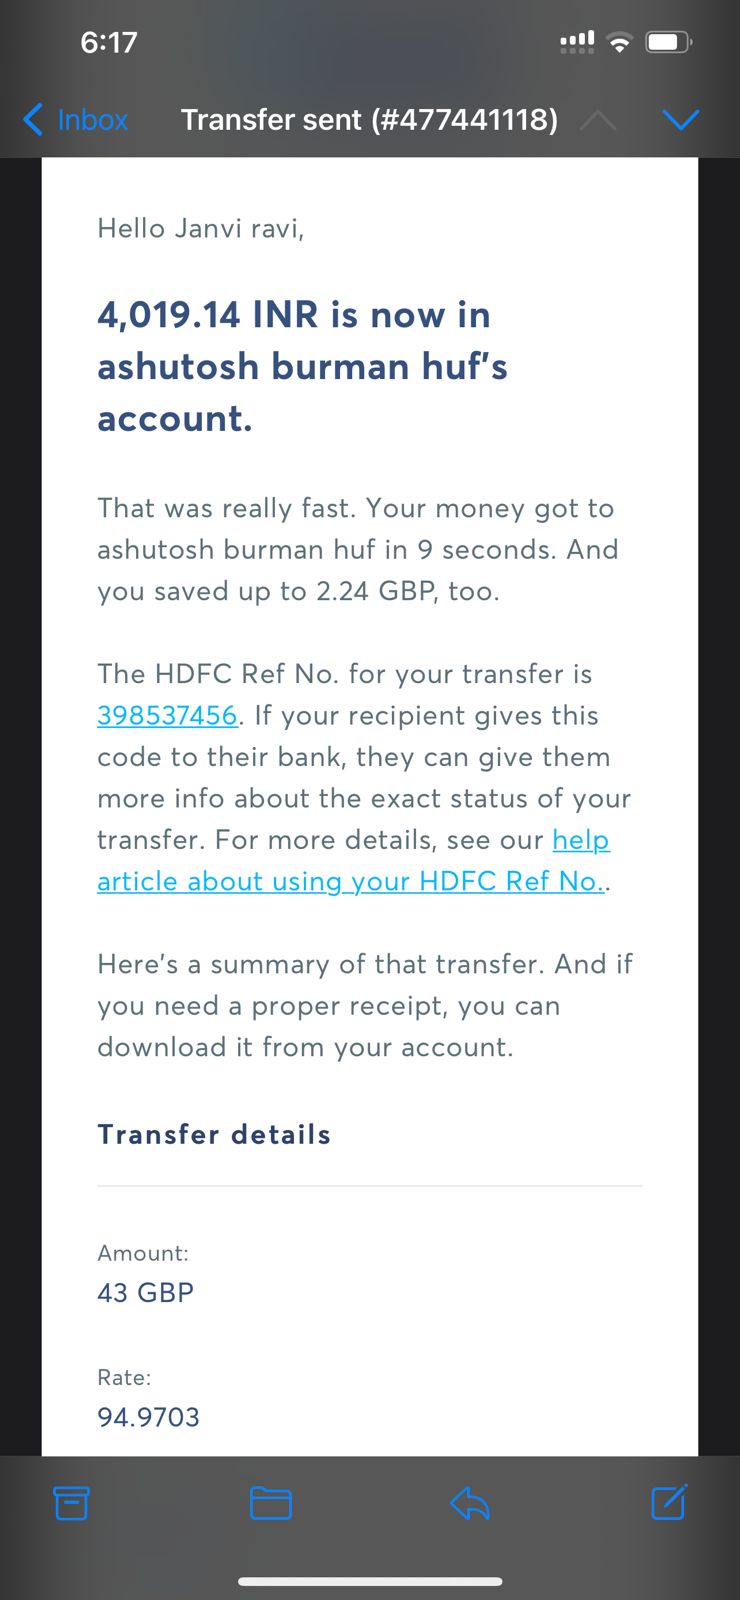 6:17
Inbox
Transfer sent (#477441118)
Hello Janvi ravi,
4,019.14 INR is now in
ashutosh burman huf's
account.
That was really fast. Your money got to
ashutosh burman huf in 9 seconds. And
you saved up to 2.24 GBP, too.
The HDFC Ref No. for your transfer is
398537456. If your recipient gives this
code to their bank, they can give them
more info about the exact status of your
transfer. For more details, see our help
article about using your HDFC Ref No..
Here's a summary of that transfer. And if
you need a proper receipt, you can
download it from your account.
Transfer details
Amount:
43 GBP
Rate:
94.9703